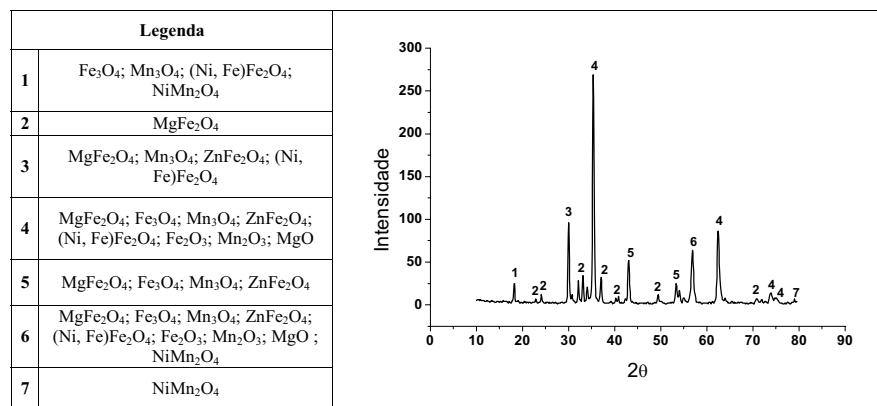 Legenda
1
Fe₃O₄; Mn₃O₄; (Ni, Fe)Fe₂O₄;
NiMn₂O₄
2
MgFe₂O₄
3
MgFe₂O₄; Mn₃O₄; ZnFe₂O₄; (Ni,
Fe)Fe₂O₄
4
MgFe₂O₄; Fe₃O₄; Mn₃O₄; ZnFe₂O₄;
(Ni, Fe)Fe₂O₄; Fe₂O₃; Mn₂O₃; MgO
5
MgFe₂O₄; Fe₃O₄; Mn₃O₄; ZnFe₂O₄
6
MgFe₂O₄; Fe₃O₄; Mn₃O₄; ZnFe₂O₄;
(Ni, Fe)Fe₂O₄; Fe₂O₃; Mn₂O₃; MgO ;
NiMn₂O₄
7
NiMn₂O₄
Intensidade
300
250
200
150
100
50
0
1
2
2
3
2
4
2
2
5
2
5
6
4
2
4
4
7
0 10 20 30 40 50 60 70 80 90
2θ